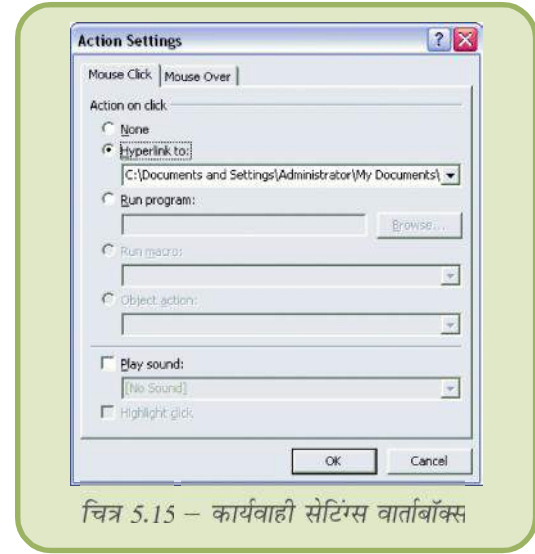 Action Settings
Mouse Click Mouse Over
Action on click
None
Hyperlink to:
C:\Documents and Settings\Administrator\My Documents\
Run program:
Browse...
Run macro:
Object action:
Play sound:
[No Sound]
Highlight click
OK Cancel
चित्र 5.15 – कार्यवाही सेटिंग्स वार्ताबॉक्स